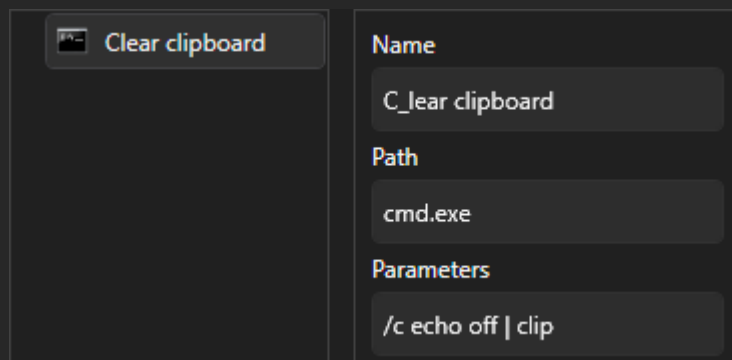 Clear clipboard
Name
C_lear clipboard
Path
cmd.exe
Parameters
/c echo off | clip